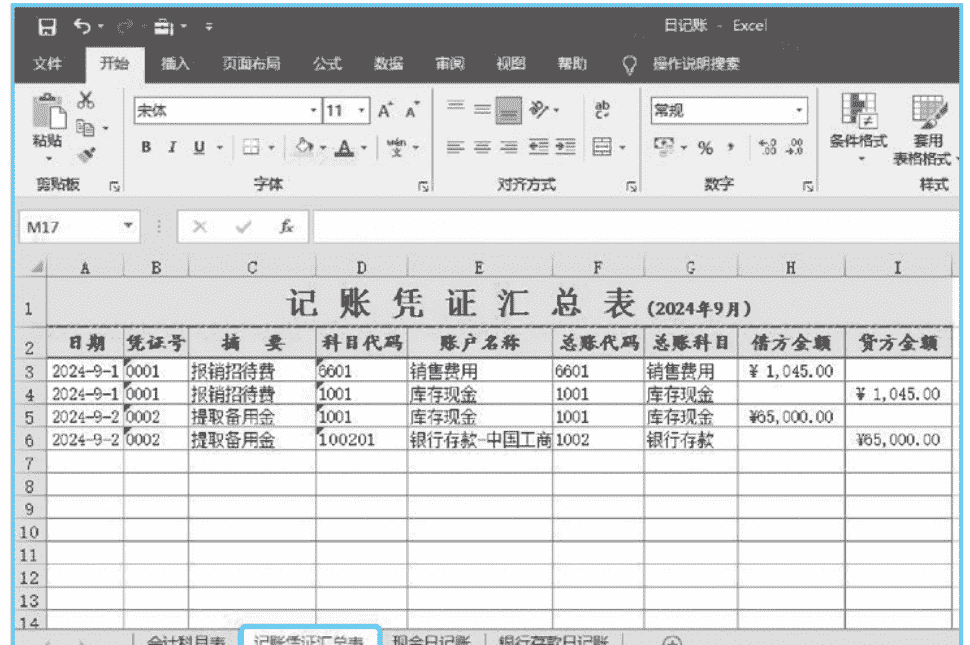 日记账 - Excel
文件 开始 插入 页面布局 公式 数据 审阅 视图 帮助 操作说明搜索
宋体 11 A A ab 常规
粘贴 B I U A wén 文 % , 条件格式 套用
表格格式
剪贴板 字体 对齐方式 数字 样式
M17 fx
A B C D E F G H I
1 记 账 凭 证 汇 总 表 (2024年9月)
2 日期 凭证号 摘 要 科目代码 账户名称 总账代码 总账科目 借方金额 贷方金额
3 2024-9-1 0001 报销招待费 6601 销售费用 6601 销售费用 ¥ 1,045.00
4 2024-9-1 0001 报销招待费 1001 库存现金 1001 库存现金 ¥ 1,045.00
5 2024-9-2 0002 提取备用金 1001 库存现金 1001 库存现金 ¥65,000.00
6 2024-9-2 0002 提取备用金 100201 银行存款-中国工商 1002 银行存款 ¥65,000.00
7
8
9
10
11
12
13
14
会计科目表 记账凭证汇总表 现金日记账 银行存款日记账